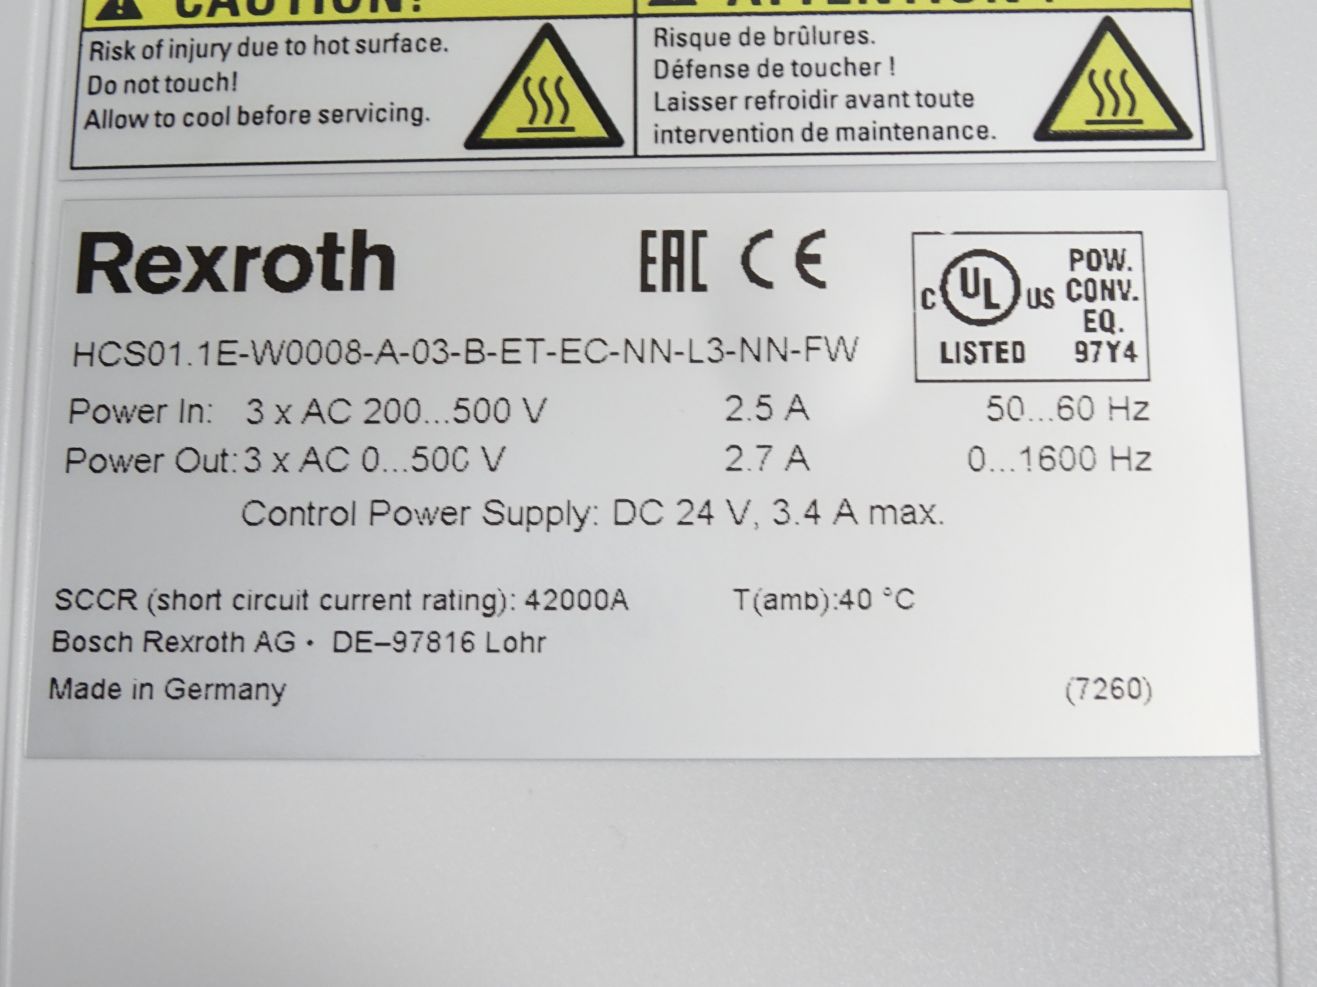 CAUTION!
ATTENTION !
Risk of injury due to hot surface.
Do not touch!
Allow to cool before servicing.
Risque de brûlures.
Défense de toucher !
Laisser refroidir avant toute
intervention de maintenance.
Rexroth
EAC CE
C UL US
LISTED
POW.
CONV.
EQ.
97Y4
HCS01.1E-W0008-A-03-B-ET-EC-NN-L3-NN-FW
Power In: 3 x AC 200...500 V 2.5 A 50...60 Hz
Power Out: 3 x AC 0...500 V 2.7 A 0...1600 Hz
Control Power Supply: DC 24 V, 3.4 A max.
SCCR (short circuit current rating): 42000A T(amb):40 °C
Bosch Rexroth AG • DE–97816 Lohr
Made in Germany (7260)